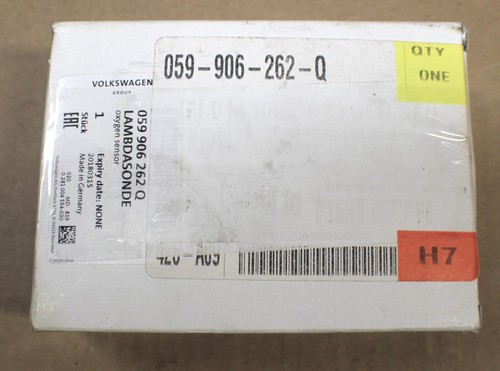 059-906-262-Q
QTY
ONE
VOLKSWAGEN
GROUP
059 906 262 Q
LAMBDASONDE
oxygen sensor
Expiry date: NONE
20180315
Made in Germany
1
Stück
EAC
H7